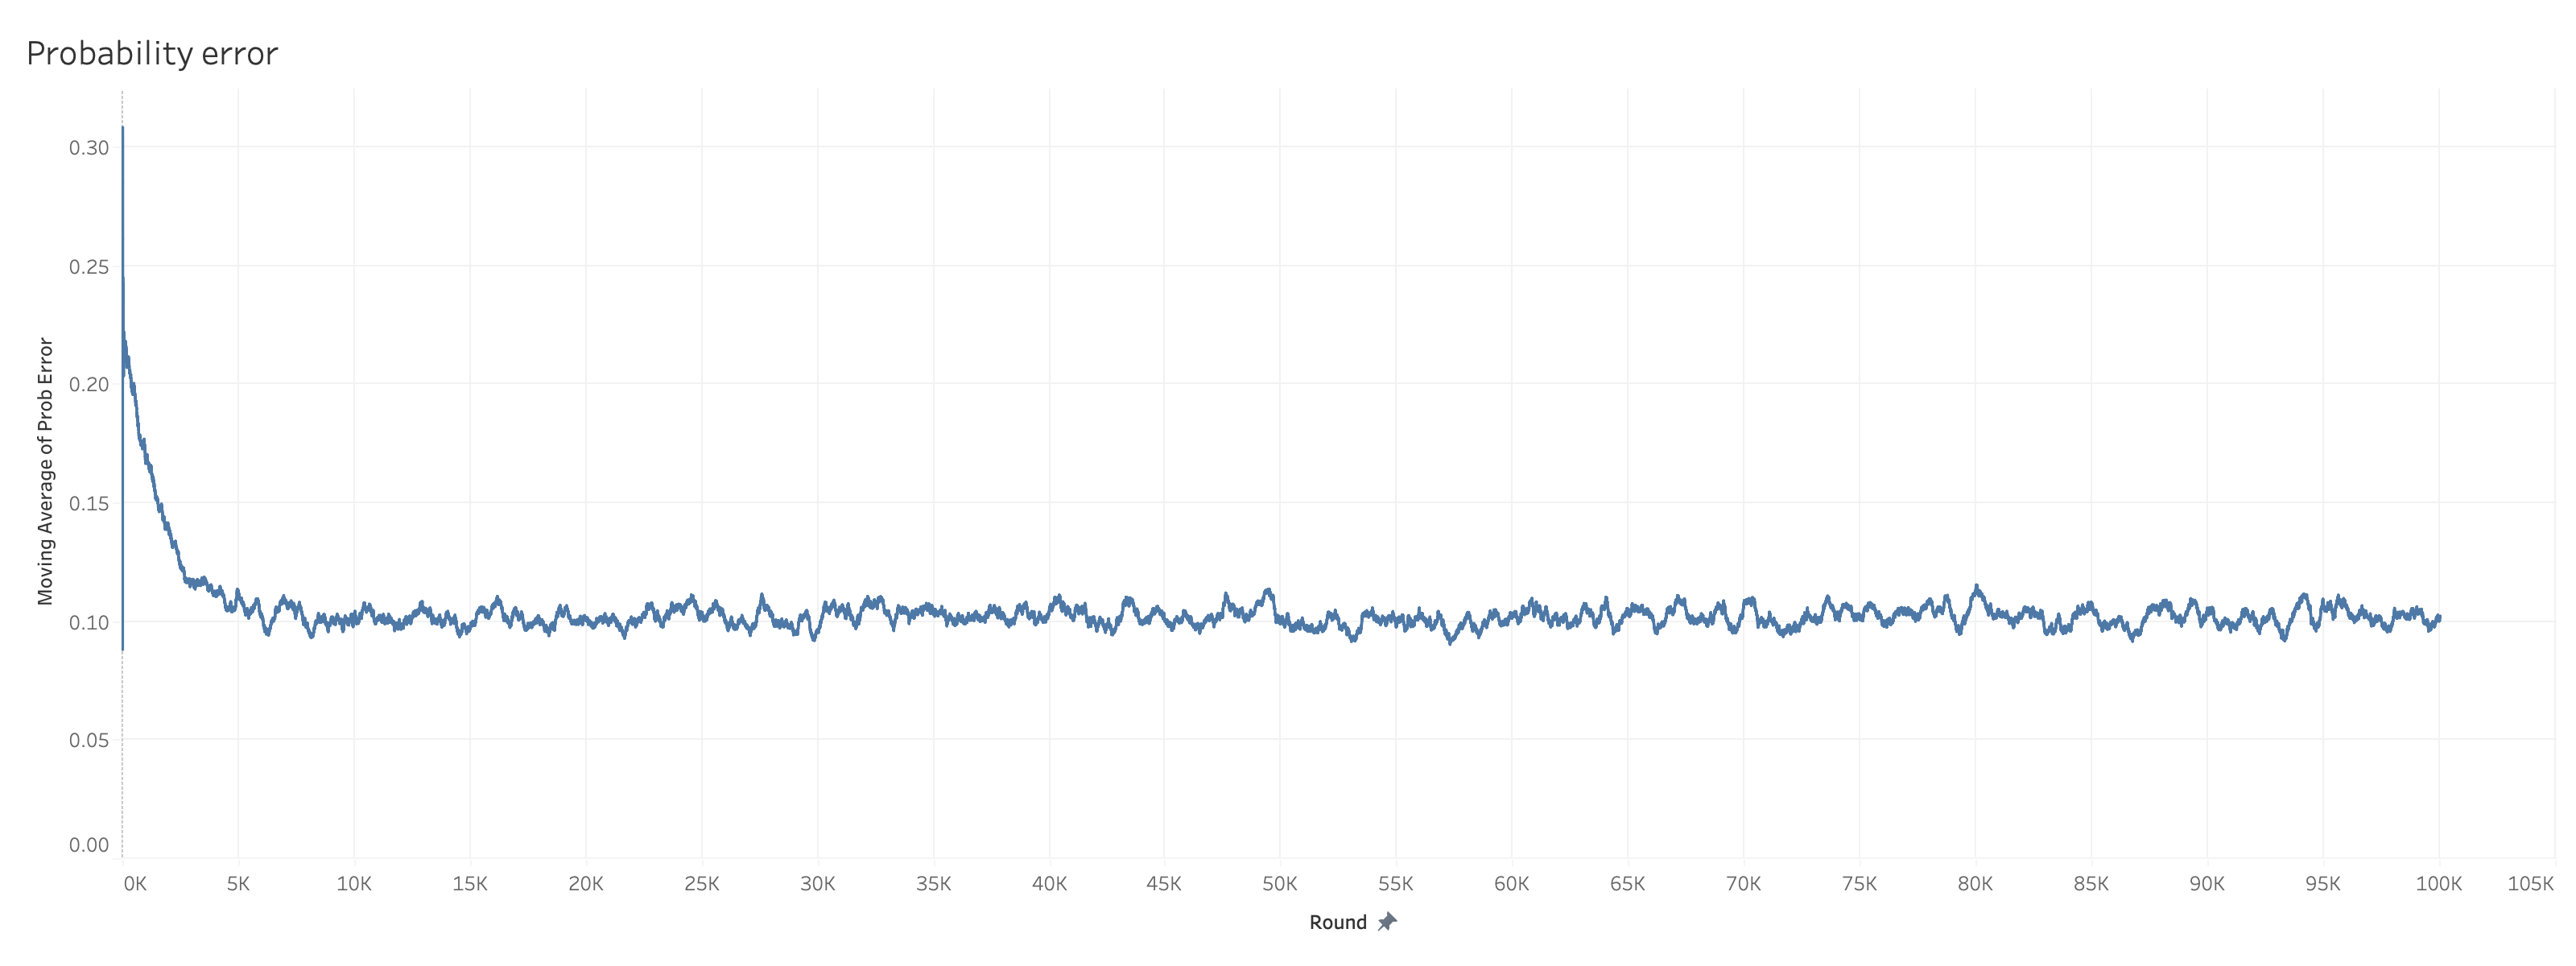 Probability error
Moving Average of Prob Error
0.30
0.25
0.20
0.15
0.10
0.05
0.00
0K 5K 10K 15K 20K 25K 30K 35K 40K 45K 50K 55K 60K 65K 70K 75K 80K 85K 90K 95K 100K 105K
Round